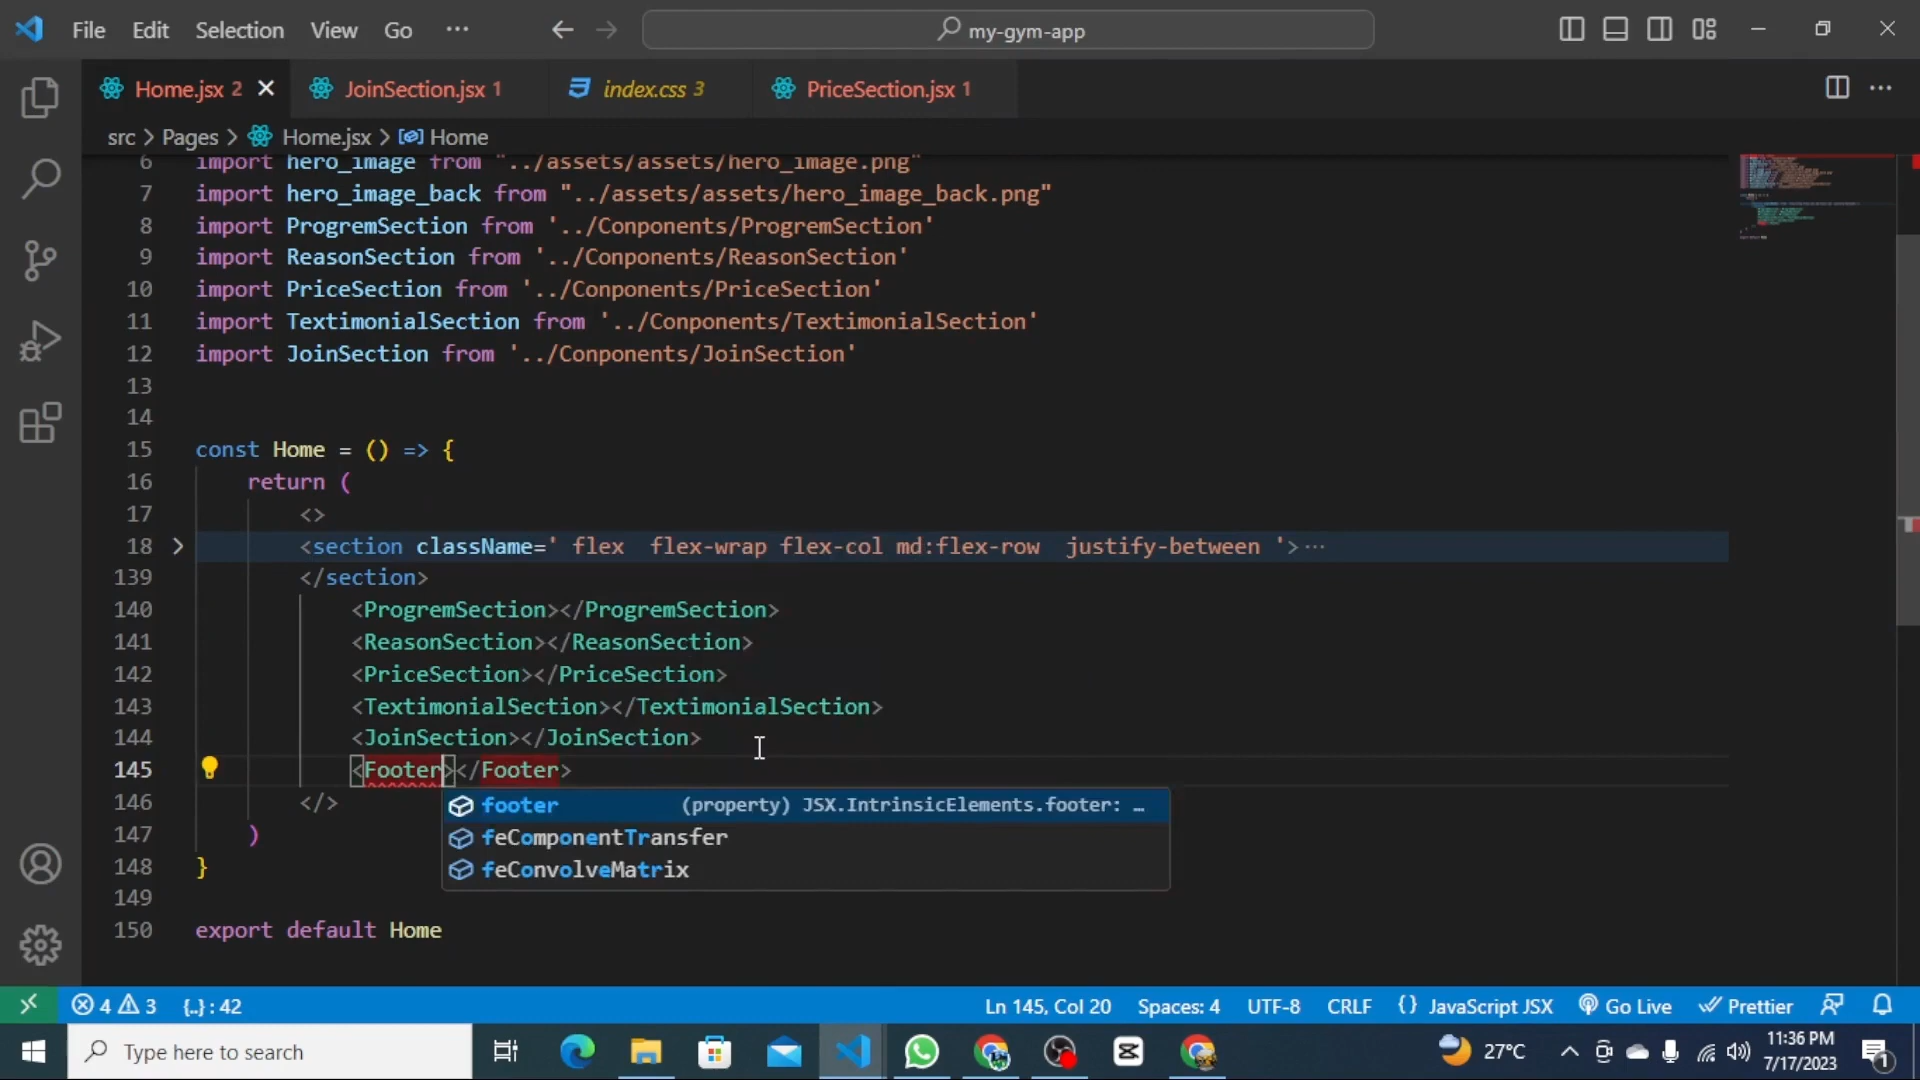 File Edit Selection View Go ··· my-gym-app
Home.jsx 2 JoinSection.jsx 1 index.css 3 PriceSection.jsx 1
src > Pages > Home.jsx > Home
6 import hero_image from "../assets/assets/hero_image.png"
7 import hero_image_back from "../assets/assets/hero_image_back.png"
8 import ProgremSection from '../Conponents/ProgremSection'
9 import ReasonSection from '../Conponents/ReasonSection'
10 import PriceSection from '../Conponents/PriceSection'
11 import TextimonialSection from '../Conponents/TextimonialSection'
12 import JoinSection from '../Conponents/JoinSection'
13
14
15 const Home = () => {
16 return (
17 <>
18 <section className=' flex  flex-wrap flex-col md:flex-row  justify-between '>···
139 </section>
140 <ProgremSection></ProgremSection>
141 <ReasonSection></ReasonSection>
142 <PriceSection></PriceSection>
143 <TextimonialSection></TextimonialSection>
144 <JoinSection></JoinSection>
145 <Footer></Footer>
146 </>
footer (property) JSX.IntrinsicElements.footer: …
147 )
feComponentTransfer
148 }
feConvolveMatrix
149
150 export default Home
4 3 {..} : 42 Ln 145, Col 20 Spaces: 4 UTF-8 CRLF {} JavaScript JSX Go Live Prettier
Type here to search 27°C 11:36 PM
7/17/2023 1